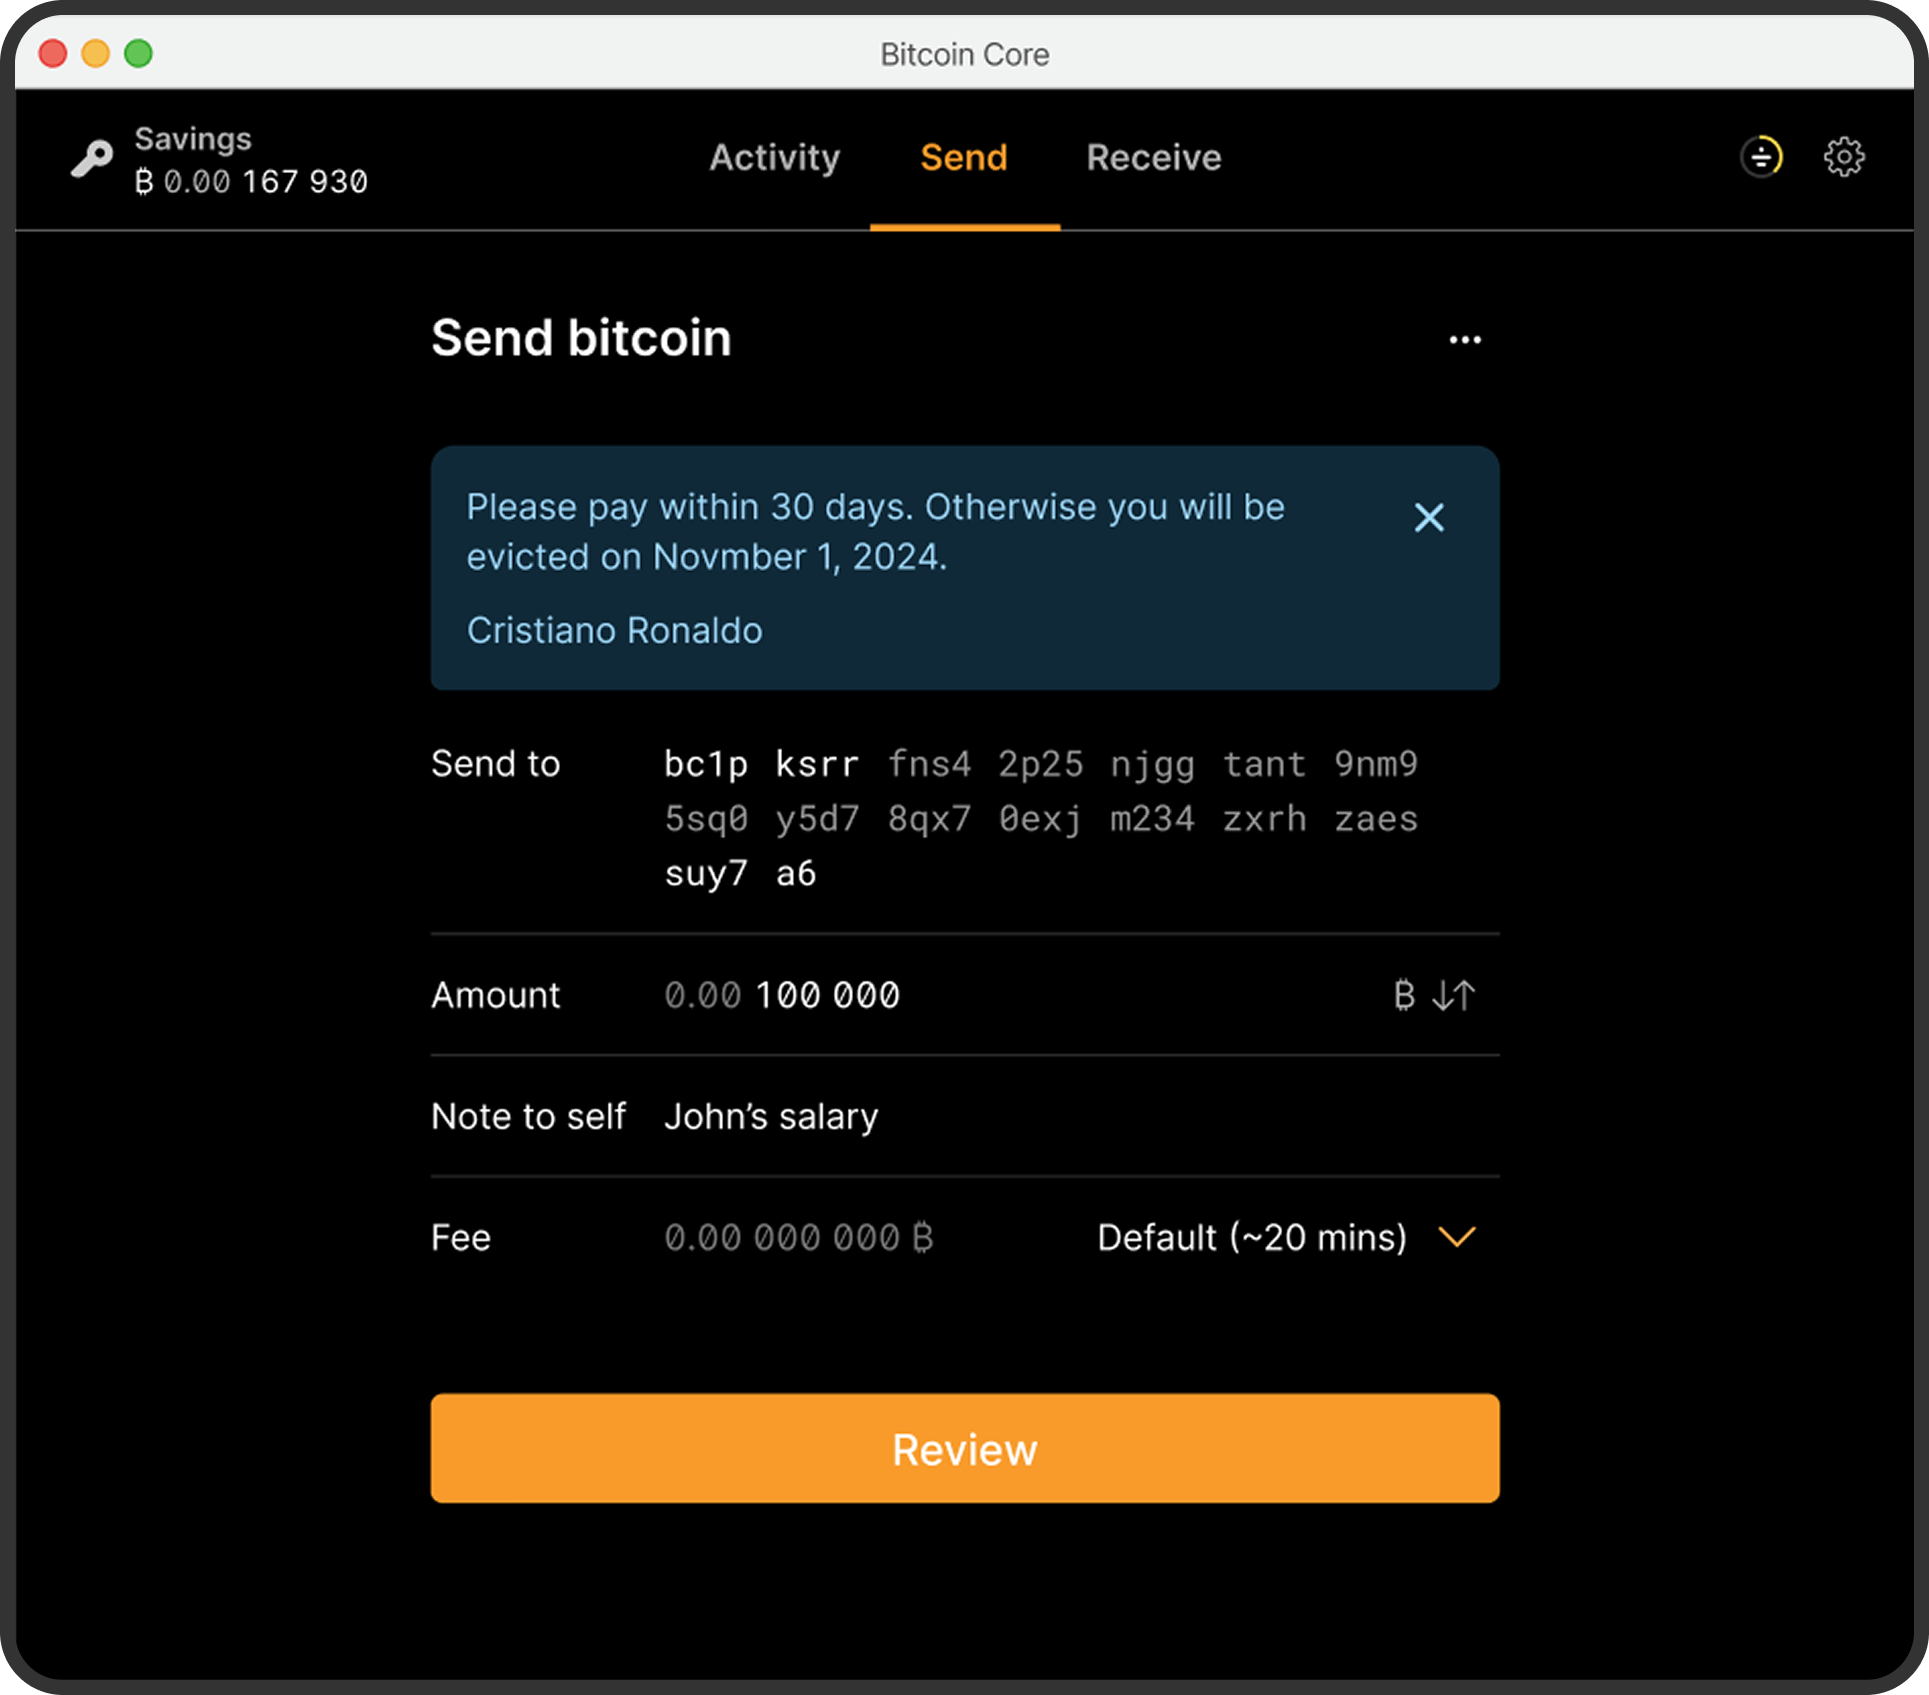 Bitcoin Core
Savings
₿ 0.00 167 930
Activity
Send
Receive
Send bitcoin
Please pay within 30 days. Otherwise you will be
evicted on Novmber 1, 2024.
Cristiano Ronaldo
Send to
bc1p ksrr fns4 2p25 njgg tant 9nm9
5sq0 y5d7 8qx7 0exj m234 zxrh zaes
suy7 a6
Amount
0.00 100 000
₿
Note to self
John’s salary
Fee
0.00 000 000 ₿
Default (~20 mins)
Review